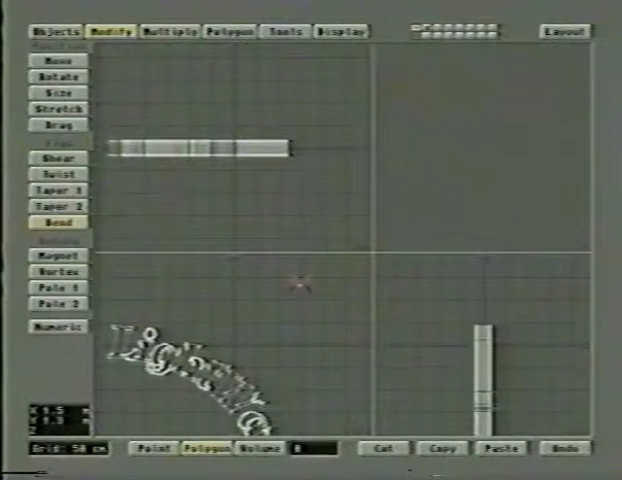 Objects Modify Multiply Polygon Tools Display Layout
Move
Rotate
Size
Stretch
Drag
Shear
Twist
Taper 1
Taper 2
Bend
Magnet
Vortex
Pole 1
Pole 2
Numeric
Grid: 50 cm Point Polygon Volume 0 Cut Copy Paste Undo